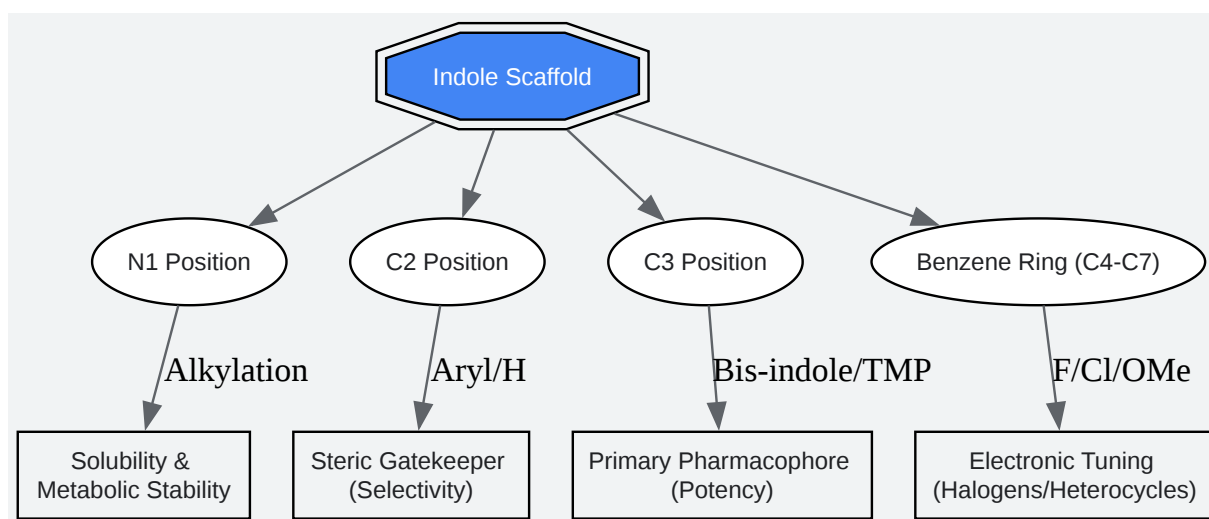 Indole Scaffold
N1 Position
C2 Position
C3 Position
Benzene Ring (C4-C7)
Alkylation
Aryl/H
Bis-indole/TMP
F/Cl/OMe
Solubility &
Metabolic Stability
Steric Gatekeeper
(Selectivity)
Primary Pharmacophore
(Potency)
Electronic Tuning
(Halogens/Heterocycles)